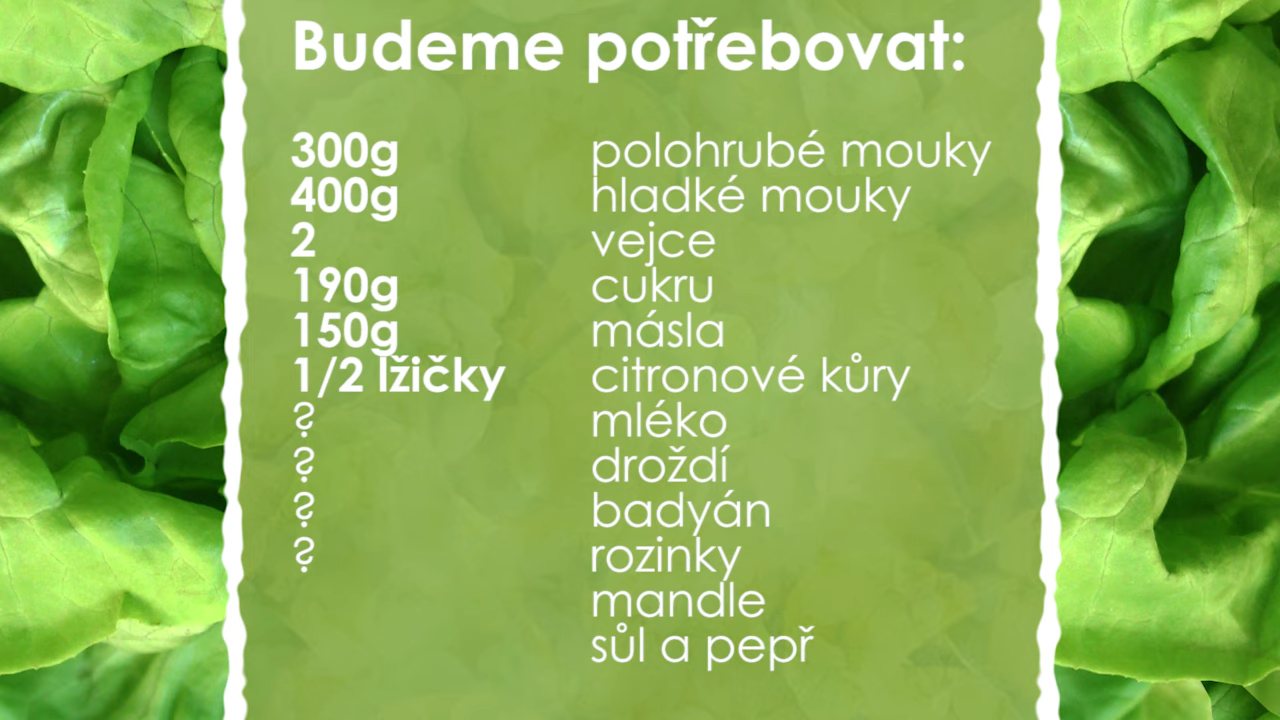 Budeme potřebovat:
300g polohrubé mouky
400g hladké mouky
2 vejce
190g cukru
150g másla
1/2 lžičky citronové kůry
? mléko
? droždí
? badyán
? rozinky
mandle
sůl a pepř